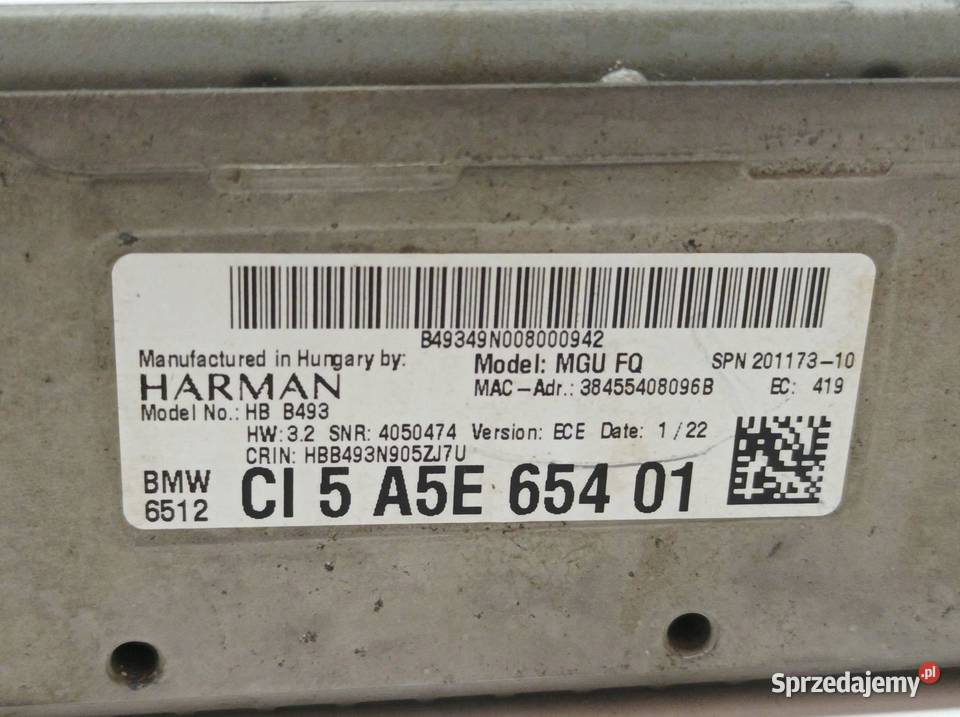 B49349N008000942
Manufactured in Hungary by: Model: MGU FQ SPN 201173-10
HARMAN MAC-Adr.: 38455408096B EC: 419
Model No.: HB B493
HW: 3.2 SNR: 4050474 Version: ECE Date: 1/22
CRIN: HBB493N905ZJ7U
BMW 6512 CI 5 A5E 654 01
Sprzedajemy.pl